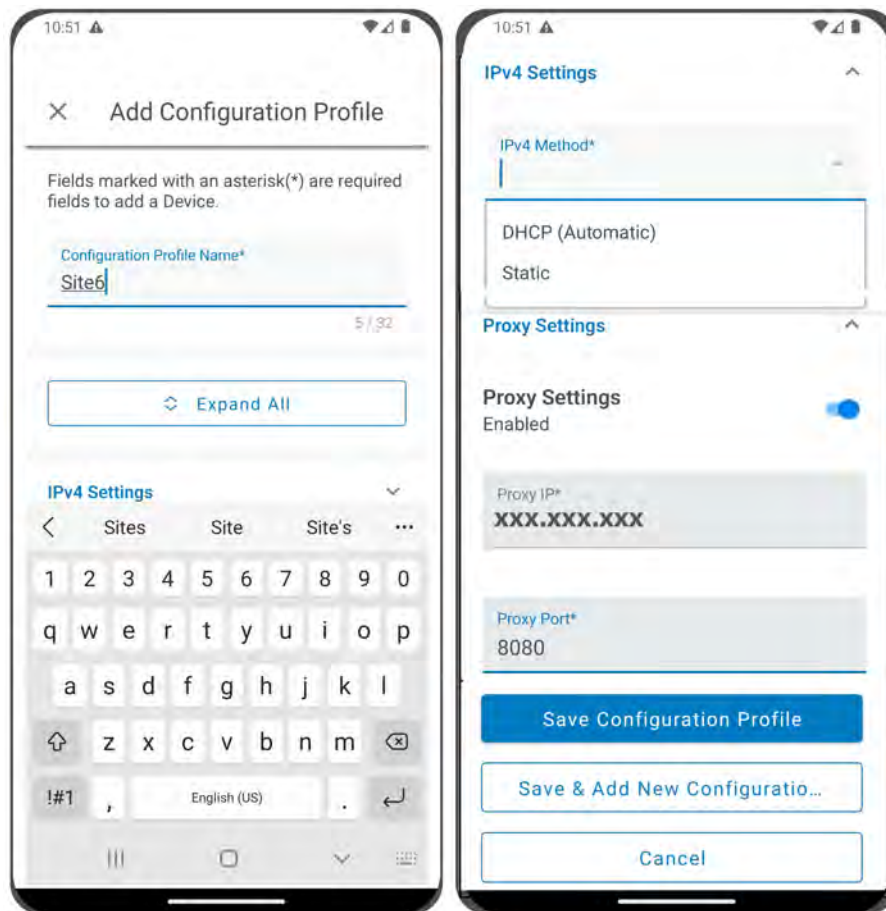 10:51
Add Configuration Profile
Fields marked with an asterisk(*) are required
fields to add a Device.
Configuration Profile Name*
Site6
5 / 32
Expand All
IPv4 Settings
Sites Site Site's ...
1 2 3 4 5 6 7 8 9 0
q w e r t y u i o p
a s d f g h j k l
z x c v b n m
!#1 , English (US) .
10:51
IPv4 Settings
IPv4 Method*
DHCP (Automatic)
Static
Proxy Settings
Proxy Settings
Enabled
Proxy IP*
xxx.xxx.xxx
Proxy Port*
8080
Save Configuration Profile
Save & Add New Configuratio...
Cancel